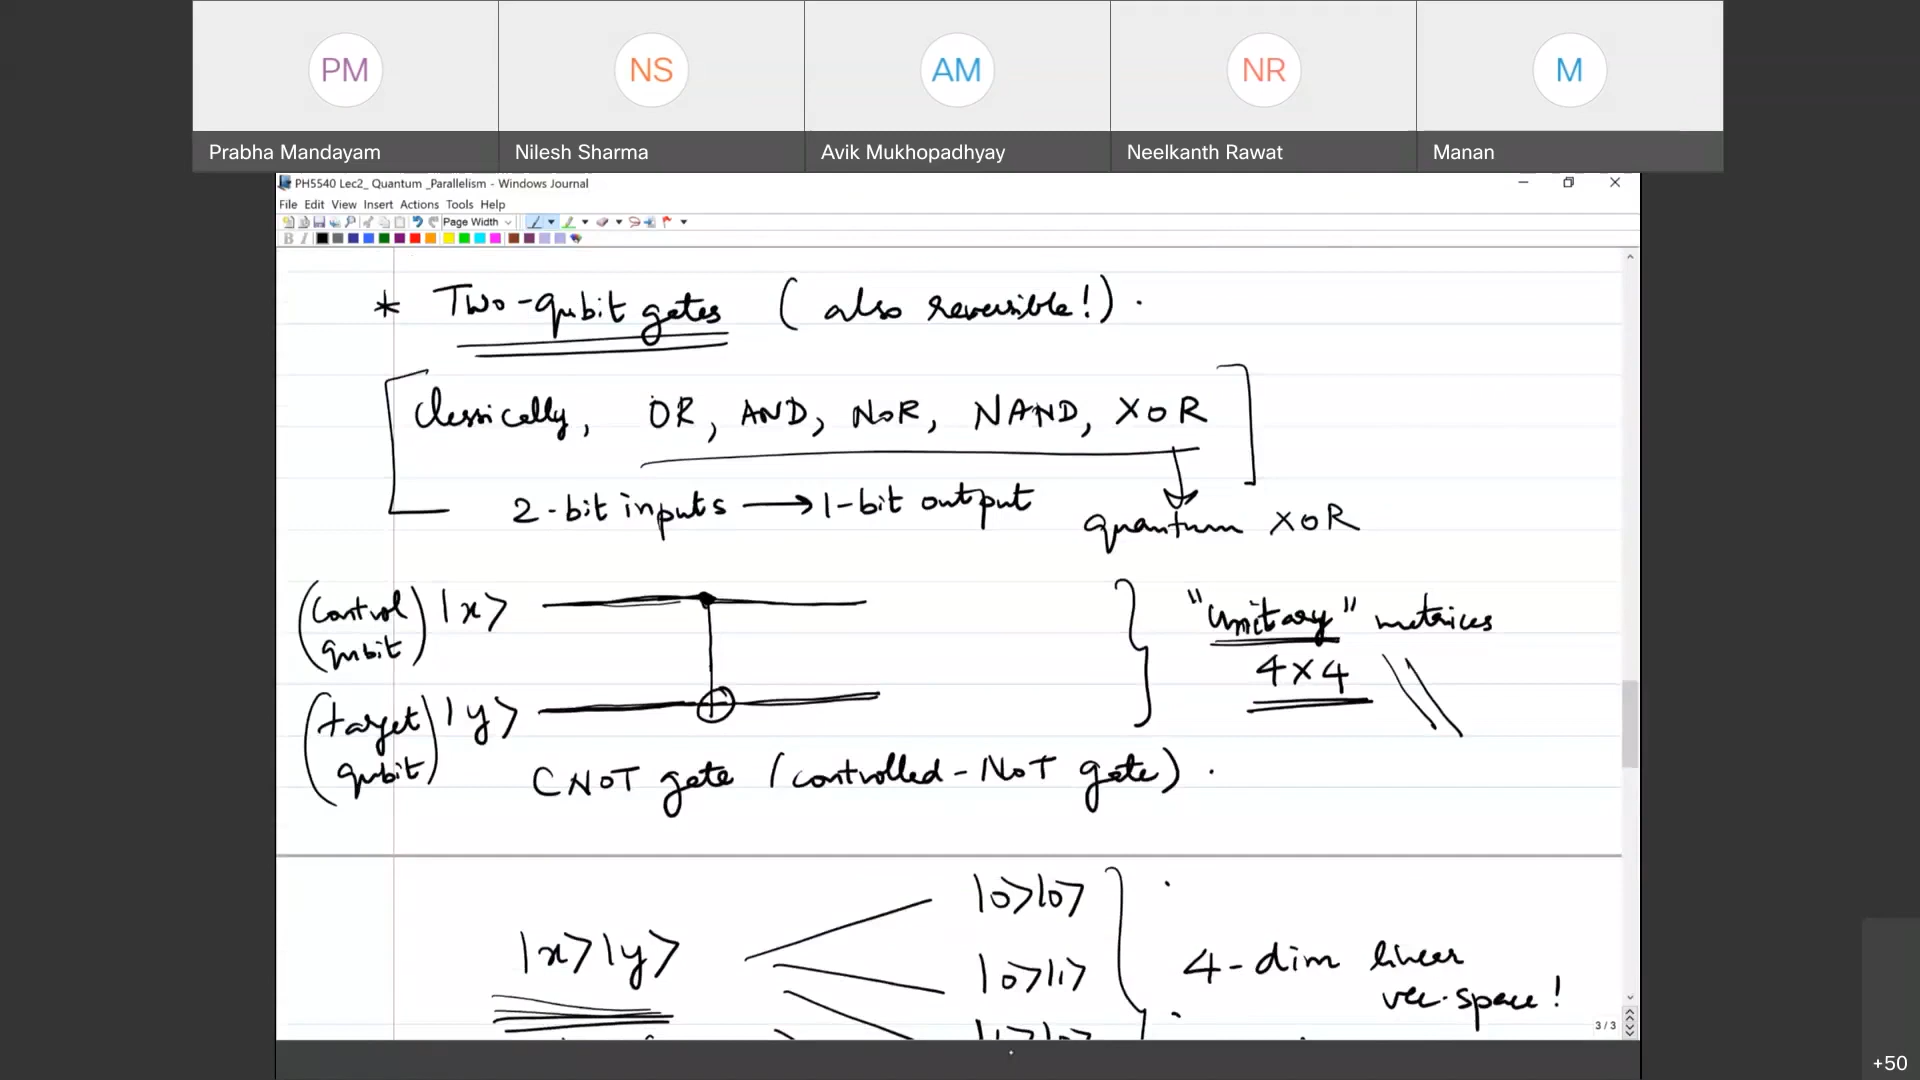 PM NS AM NR M
Prabha Mandayam Nilesh Sharma Avik Mukhopadhyay Neelkanth Rawat Manan
PH5540 Lec2_ Quantum _Parallelism - Windows Journal
File Edit View Insert Actions Tools Help
Page Width
B I
* Two-qubit gates (also reversible!).
Classically, OR, AND, NOR, NAND, XOR
2-bit inputs → 1-bit output
quantum XOR
(control qubit) |x>
"Unitary" matrices
4x4
(target qubit) |y>
CNOT gate (controlled-NOT gate).
|0>|0>
|x>|y>
|0>|1>
4-dim linear
vec. space!
3 / 3
+50